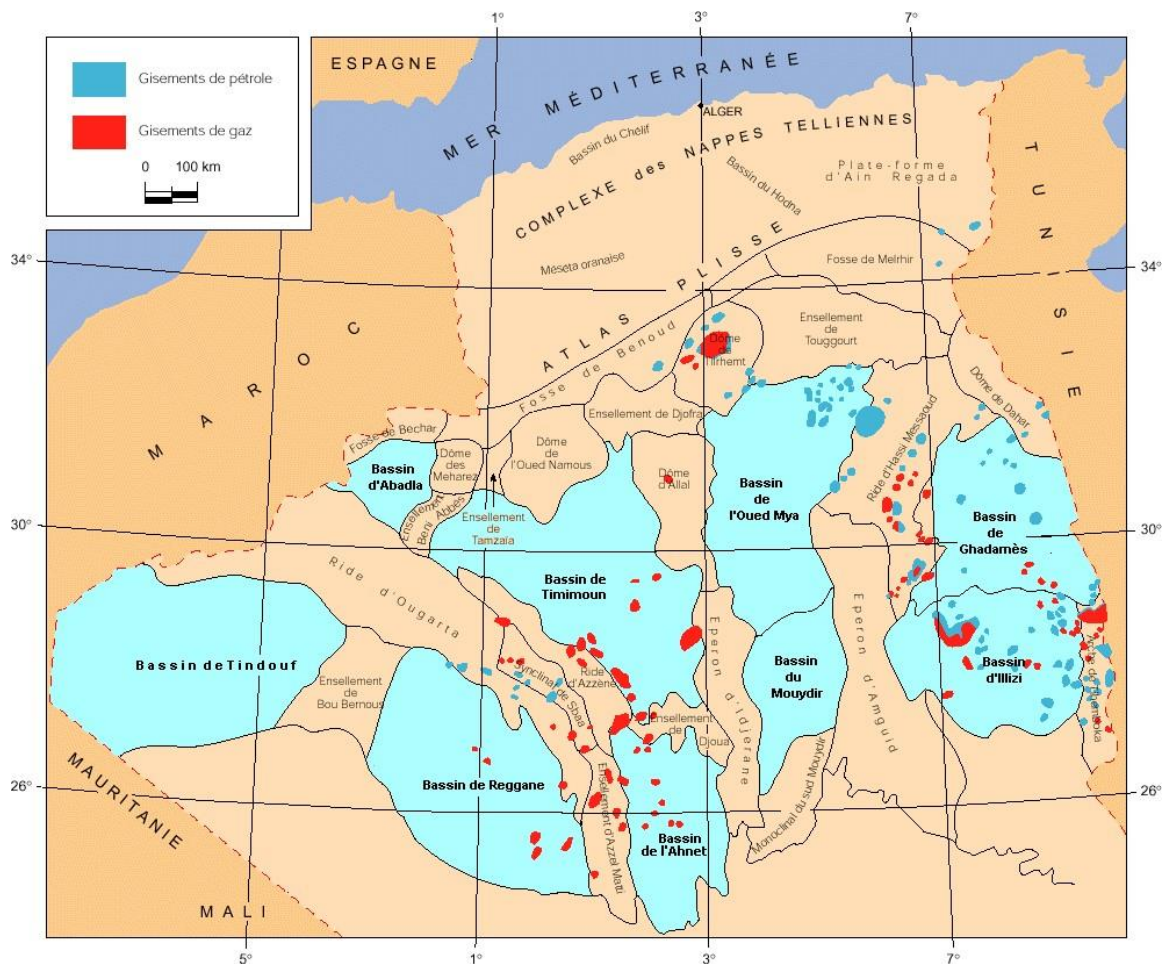 1°
3°
7°
Gisements de pétrole
Gisements de gaz
0 100 km
ESPAGNE
MER MÉDITERRANÉE
ALGER
Bassin du Chélif
COMPLEXE des NAPPES TELLIENNES
Plate-forme
d'Ain Regada
Bassin du Hodna
TUNISIE
34°
34°
Méseta oranaise
ATLAS PLISSE
Fosse de Melrhir
MAROC
Fosse de Benoud
Dôme
de
Tilrhemt
Ensellement
de
Touggourt
Dôme de Dahar
Ensellement de Djofra
Fosse de Bechar
Bassin
d'Abadla
Dôme
des
Meharez
Dôme
de
l'Oued Namous
Dôme
d'Allal
Bassin
de
l'Oued Mya
Ride d'Hassi Messaoud
Bassin
de
Ghadamès
30°
30°
Ensellement
Beni Abbès
Ensellement
de
Tamzaïa
Ride d'Ougarta
Bassin de
Timimoun
Eperon d'Idjerane
Eperon d'Amguid
Bassin de Tindouf
Ensellement
de
Bou Bernous
Synclinal de Sbaa
Ride
d'Azzène
Bassin
du
Mouydir
Bassin
d'Illizi
Ensellement
de
Djoua
MAURITANIE
26°
26°
Bassin de Reggane
Ensellement d'Azzel Matti
Bassin
de l'Ahnet
Monoclinal du sud Mouydir
MALI
5°
1°
3°
7°